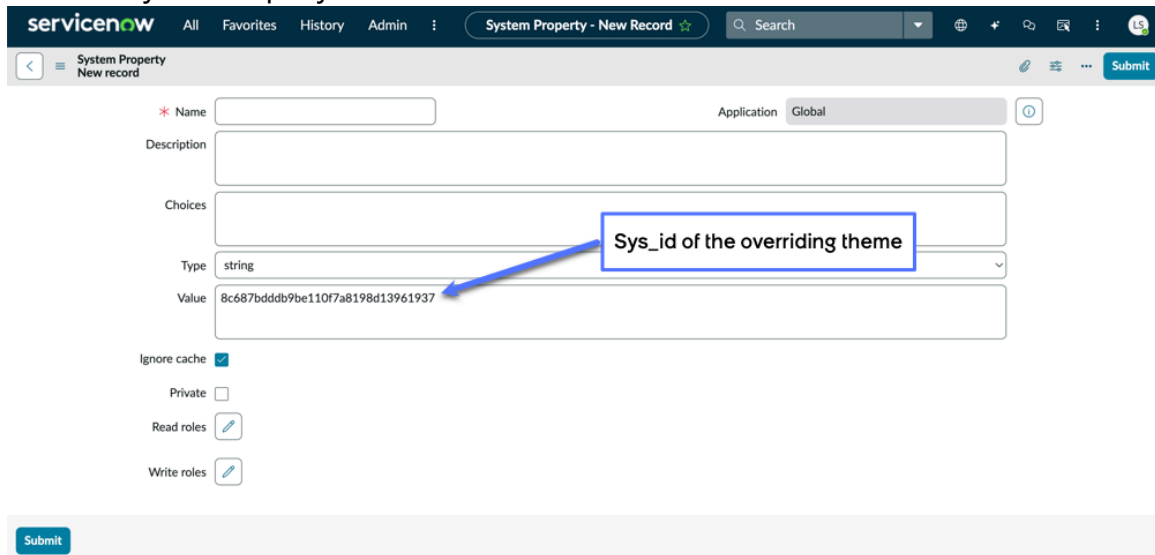 servicenow All Favorites History Admin System Property - New Record Search LS
System Property
New record
Submit
Name Application Global
Description
Choices
Sys_id of the overriding theme
Type string
Value 8c687bdddb9be110f7a8198d13961937
Ignore cache
Private
Read roles
Write roles
Submit